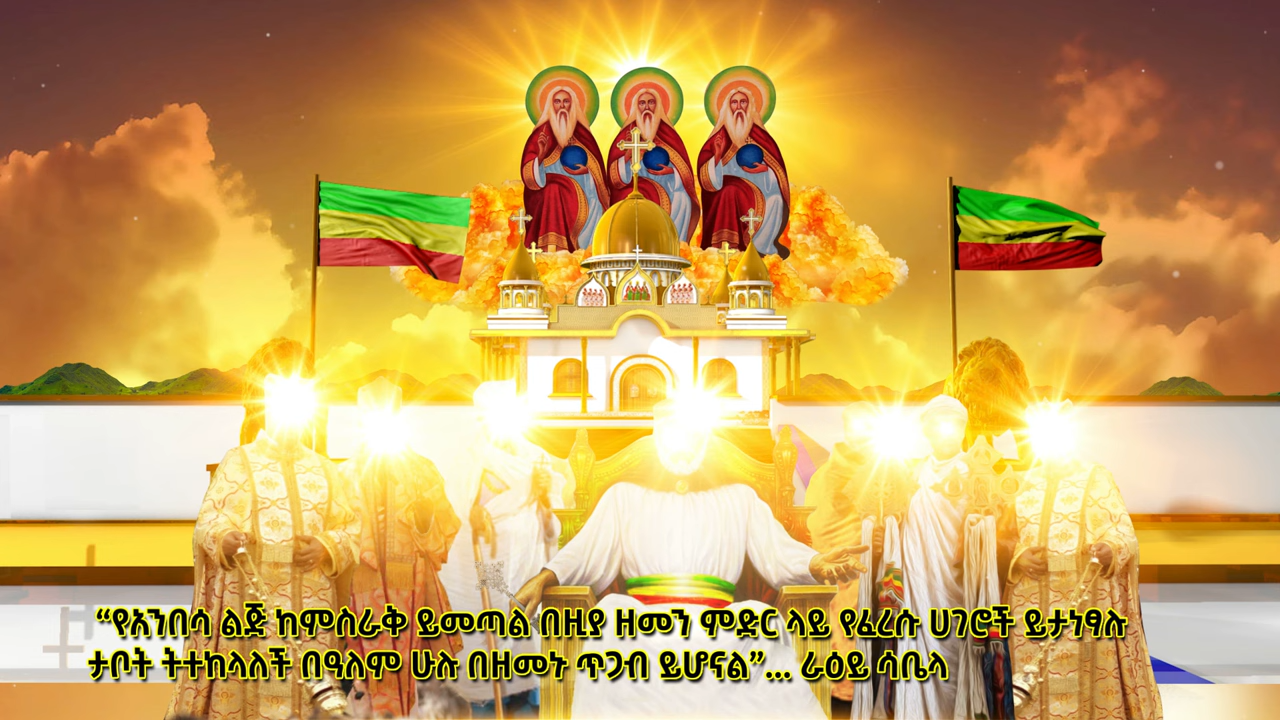 “የአንበሳ ልጅ ከምስራቅ ይመጣል በዚያ ዘመን ምድር ላይ የፈረሱ ሀገሮች ይታነፃሉ
ታቦት ትተከላለች በዓለም ሁሉ በዘመኑ ጥጋብ ይሆናል”... ራዕይ ሳቤላ